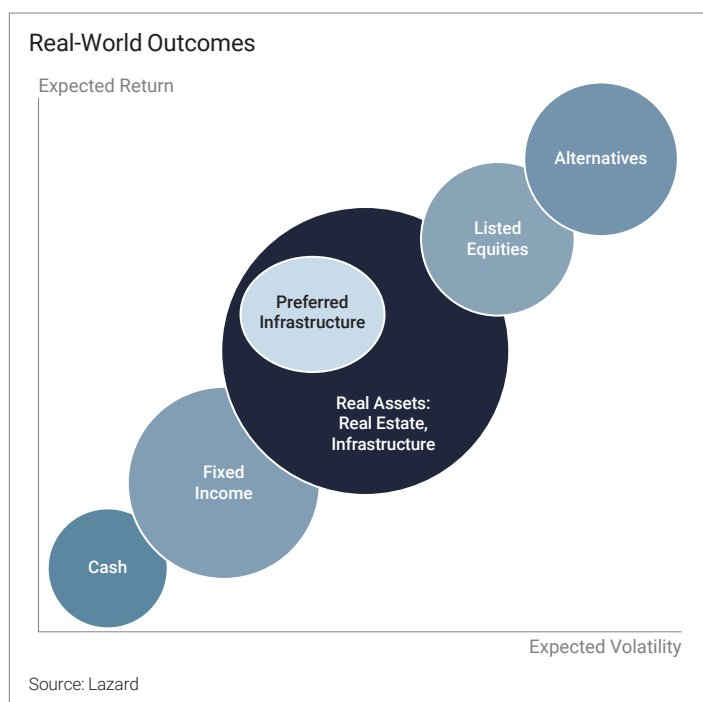 Real-World Outcomes
Expected Return
Alternatives
Listed
Equities
Preferred
Infrastructure
Real Assets:
Real Estate,
Infrastructure
Fixed
Income
Cash
Expected Volatility
Source: Lazard